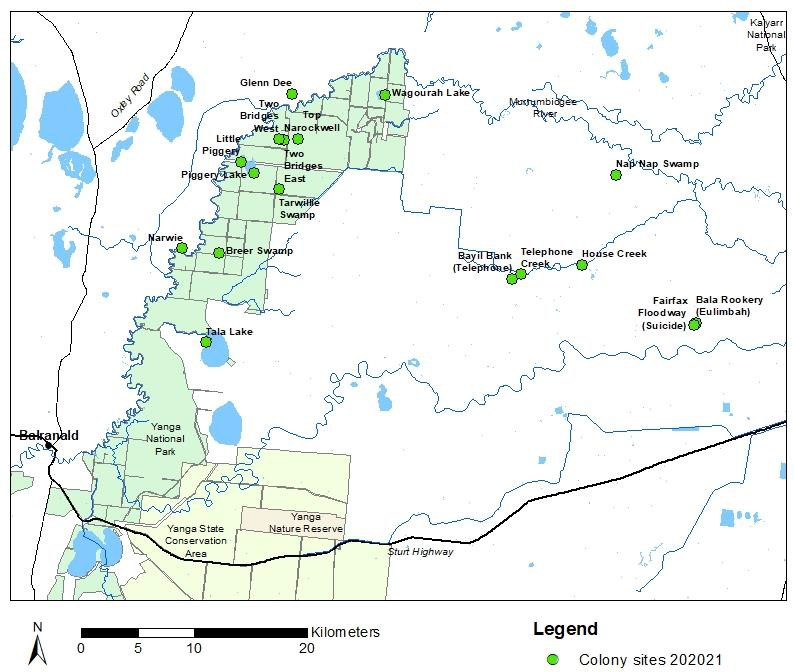 Kalyarr
National
Park
Oxley Road
Glenn Dee
Wagourah Lake
Two
Bridges
West
Top
Narockwell
Murrumbidgee
River
Little
Piggery
Two
Bridges
East
Nap Nap Swamp
Piggery Lake
Tarwillie
Swamp
Narwie
Breer Swamp
Bayil Bank
(Telephone)
Telephone
Creek
House Creek
Fairfax
Floodway
(Suicide)
Bala Rookery
(Eulimbah)
Tala Lake
Balranald
Yanga
National
Park
Yanga State
Conservation
Area
Yanga
Nature Reserve
Sturt Highway
N
0 5 10 20 Kilometers
Legend
Colony sites 202021